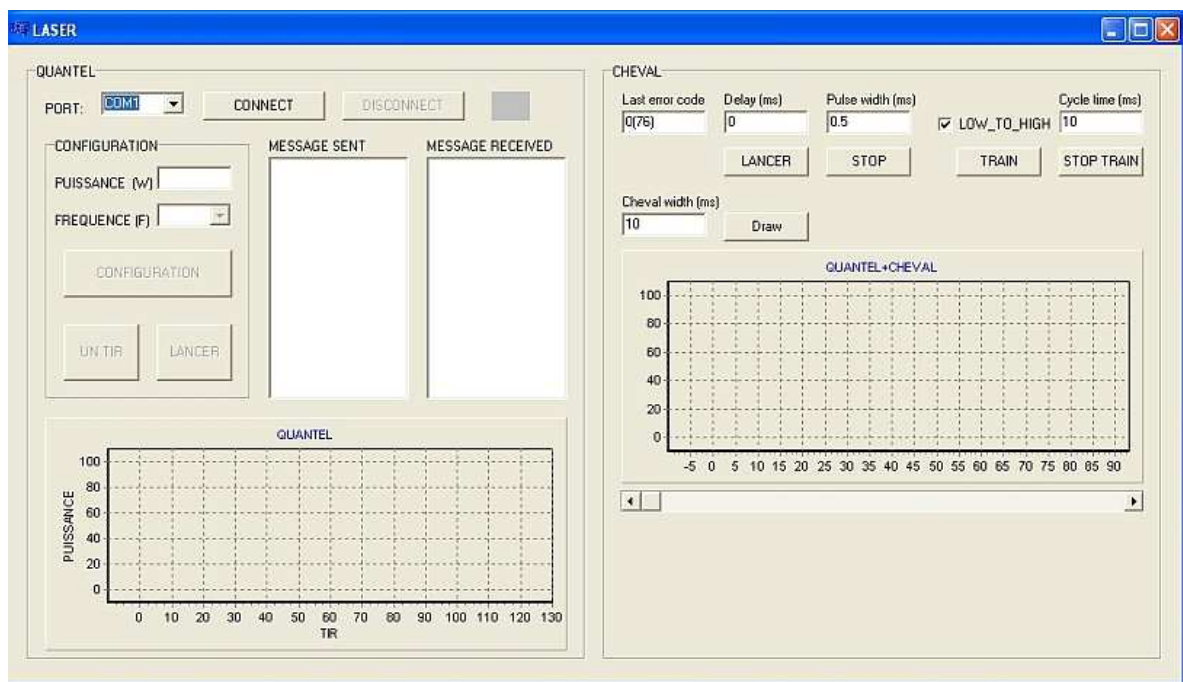 LASER
QUANTEL
PORT: COM1 CONNECT DISCONNECT
CONFIGURATION
PUISSANCE (W)
FREQUENCE (F)
CONFIGURATION
UN TIR LANCER
MESSAGE SENT
MESSAGE RECEIVED
QUANTEL
PUISSANCE
100
80
60
40
20
0
0 10 20 30 40 50 60 70 80 90 100 110 120 130
TIR
CHEVAL
Last error code Delay (ms) Pulse width (ms) Cycle time (ms)
0(76) 0 0.5 LOW_TO_HIGH 10
LANCER STOP TRAIN STOP TRAIN
Cheval width (ms)
10 Draw
QUANTEL+CHEVAL
100
80
60
40
20
0
-5 0 5 10 15 20 25 30 35 40 45 50 55 60 65 70 75 80 85 90